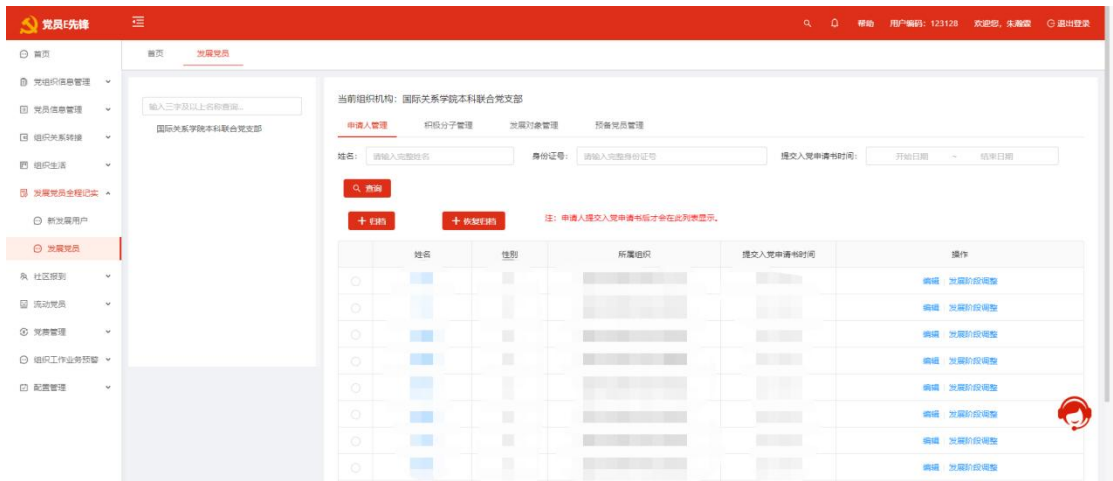 党员E先锋
帮助 用户编码：123128 欢迎您，朱瀚霖 退出登录
首页
党组织信息管理
党员信息管理
组织关系转接
组织生活
发展党员全程记实
新发展用户
发展党员
社区报到
流动党员
党费管理
组织工作业务预警
配置管理
首页 发展党员
输入三字及以上名称查询...
国际关系学院本科联合党支部
当前组织机构：国际关系学院本科联合党支部
申请人管理 积极分子管理 发展对象管理 预备党员管理
姓名： 请输入完整姓名 身份证号： 请输入完整身份证号 提交入党申请书时间： 开始日期 ~ 结束日期
查询
归档 恢复归档 注：申请人提交入党申请书后才会在此列表显示。
姓名 性别 所属组织 提交入党申请书时间 操作
编辑 发展阶段调整
编辑 发展阶段调整
编辑 发展阶段调整
编辑 发展阶段调整
编辑 发展阶段调整
编辑 发展阶段调整
编辑 发展阶段调整
编辑 发展阶段调整